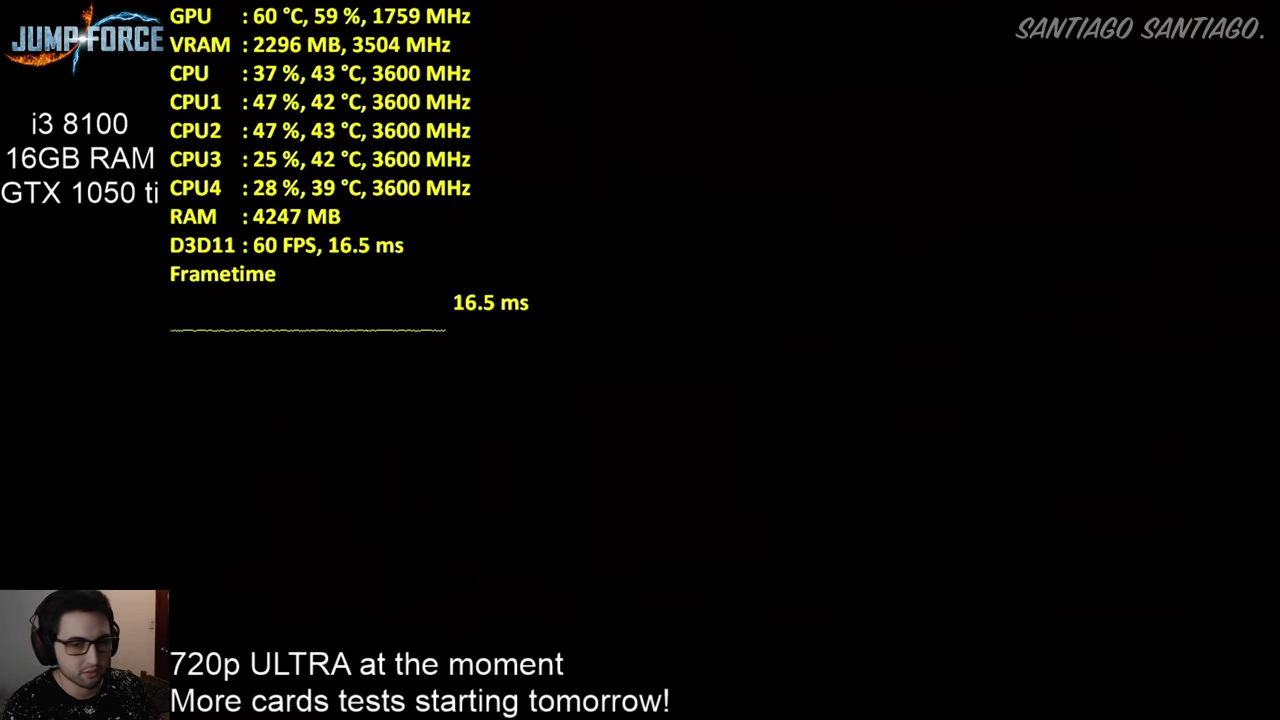 JUMP FORCE
GPU : 60 °C, 59 %, 1759 MHz
VRAM : 2296 MB, 3504 MHz
CPU : 37 %, 43 °C, 3600 MHz
CPU1 : 47 %, 42 °C, 3600 MHz
CPU2 : 47 %, 43 °C, 3600 MHz
CPU3 : 25 %, 42 °C, 3600 MHz
CPU4 : 28 %, 39 °C, 3600 MHz
RAM : 4247 MB
D3D11 : 60 FPS, 16.5 ms
Frametime
16.5 ms
i3 8100
16GB RAM
GTX 1050 ti
SANTIAGO SANTIAGO.
720p ULTRA at the moment
More cards tests starting tomorrow!